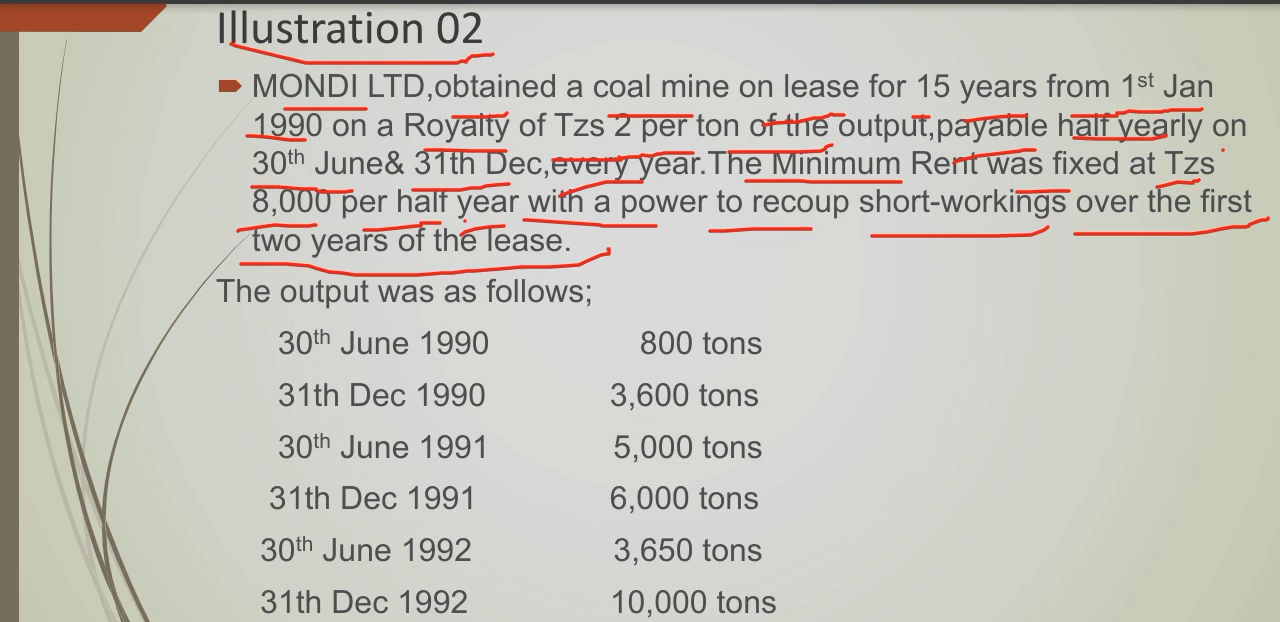 Illustration 02
MONDI LTD,obtained a coal mine on lease for 15 years from 1st Jan
1990 on a Royalty of Tzs 2 per ton of the output,payable half yearly on
30th June& 31th Dec,every year.The Minimum Rent was fixed at Tzs
8,000 per half year with a power to recoup short-workings over the first
two years of the lease.
The output was as follows;
30th June 1990 800 tons
31th Dec 1990 3,600 tons
30th June 1991 5,000 tons
31th Dec 1991 6,000 tons
30th June 1992 3,650 tons
31th Dec 1992 10,000 tons